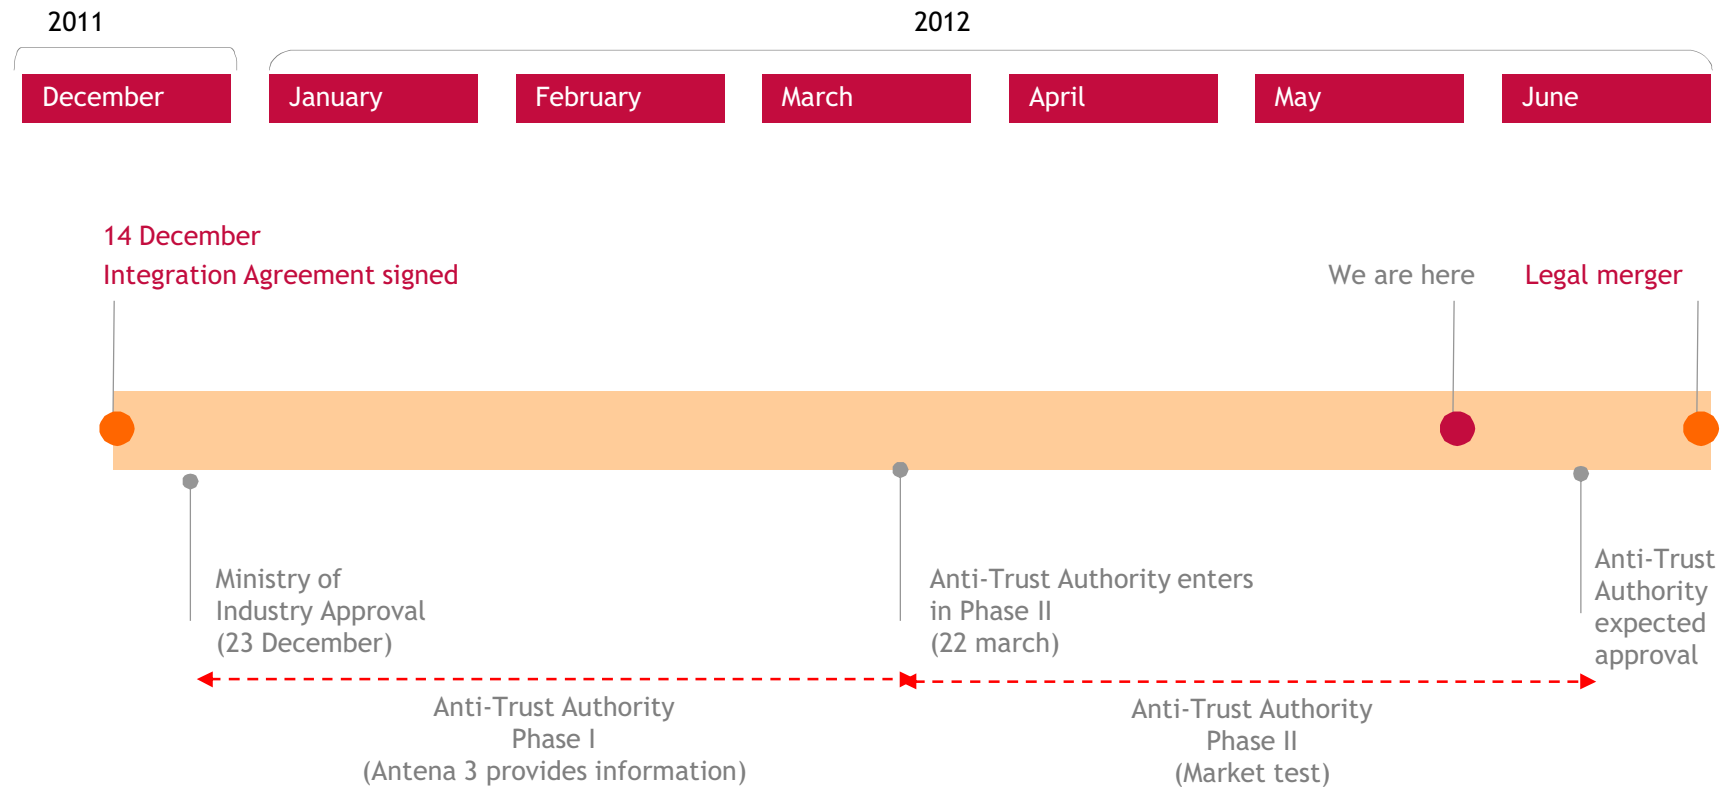 2011
2012
December
January
February
March
April
May
June
14 December
Integration Agreement signed
We are here
Legal merger
Ministry of
Industry Approval
(23 December)
Anti-Trust Authority enters
in Phase II
(22 march)
Anti-Trust
Authority
expected
approval
Anti-Trust Authority
Phase I
(Antena 3 provides information)
Anti-Trust Authority
Phase II
(Market test)